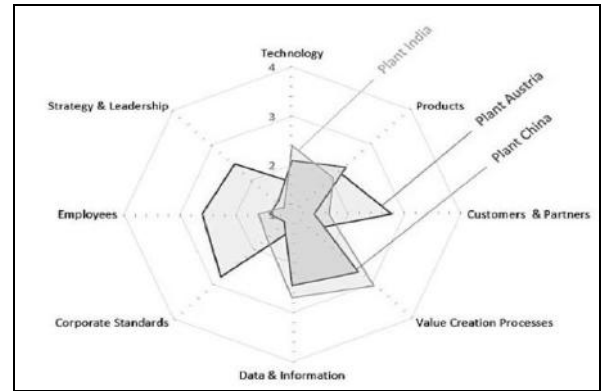 Technology
4
Plant India
Strategy & Leadership
Products
3
Plant Austria
2
Plant China
Employees
Customers & Partners
Corporate Standards
Value Creation Processes
Data & Information